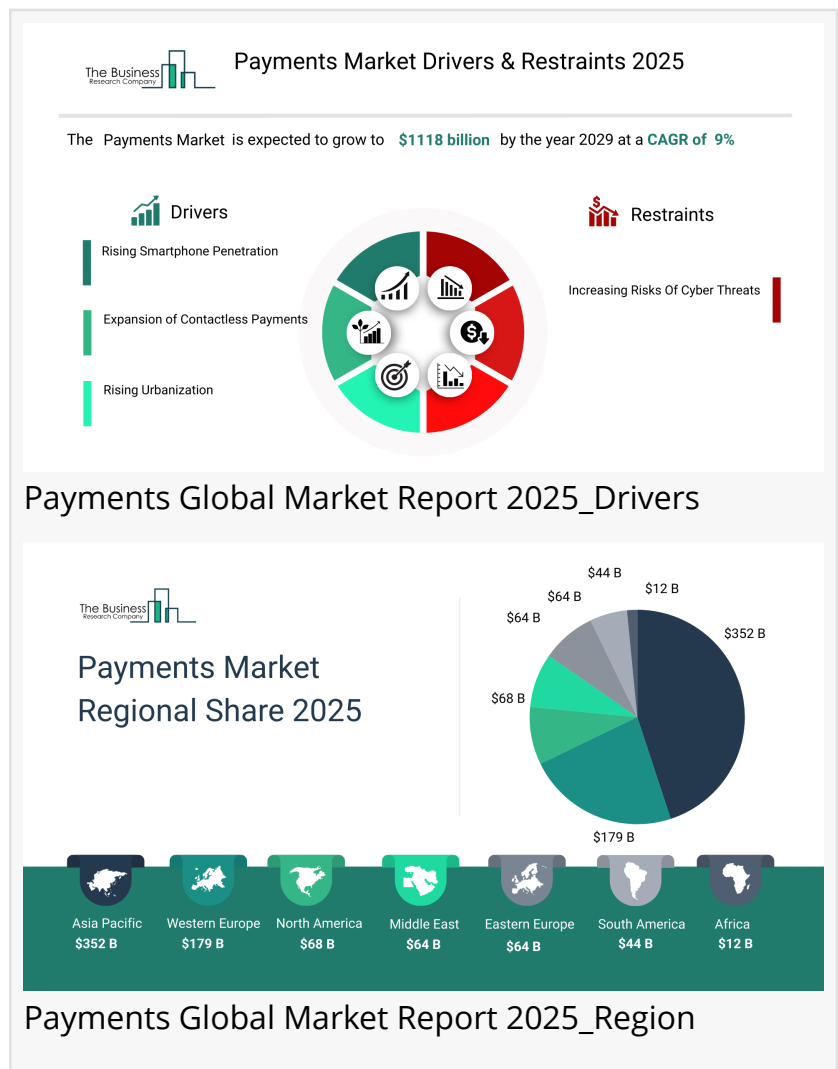 The Business
Research Company
Payments Market Drivers & Restraints 2025
The Payments Market is expected to grow to $1118 billion by the year 2029 at a CAGR of 9%
Drivers
Rising Smartphone Penetration
Expansion of Contactless Payments
Rising Urbanization
$
$
Restraints
Increasing Risks Of Cyber Threats
Payments Global Market Report 2025_Drivers
The Business
Research Company
Payments Market
Regional Share 2025
$44 B
$12 B
$64 B
$64 B
$352 B
$68 B
$179 B
Asia Pacific
$352 B
Western Europe
$179 B
North America
$68 B
Middle East
$64 B
Eastern Europe
$64 B
South America
$44 B
Africa
$12 B
Payments Global Market Report 2025_Region